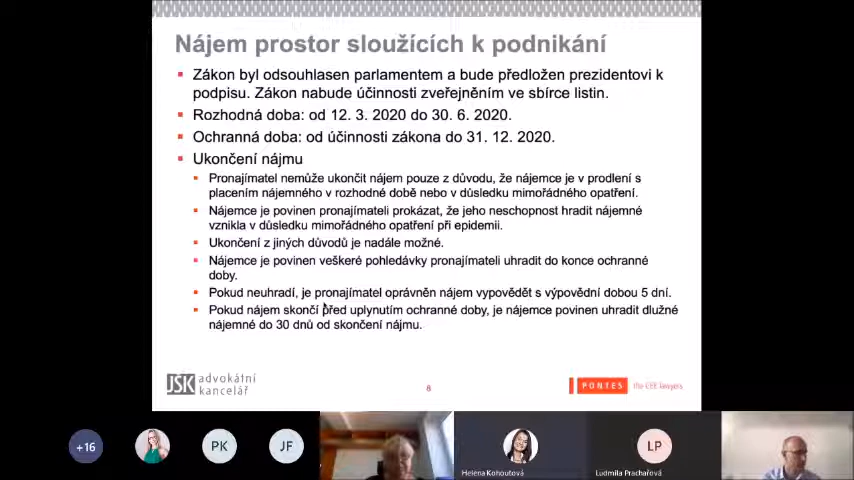 Nájem prostor sloužících k podnikání
Zákon byl odsouhlasen parlamentem a bude předložen prezidentovi k
podpisu. Zákon nabude účinnosti zveřejněním ve sbírce listin.
Rozhodná doba: od 12. 3. 2020 do 30. 6. 2020.
Ochranná doba: od účinnosti zákona do 31. 12. 2020.
Ukončení nájmu
Pronajímatel nemůže ukončit nájem pouze z důvodu, že nájemce je v prodlení s
placením nájemného v rozhodné době nebo v důsledku mimořádného opatření.
Nájemce je povinen pronajímateli prokázat, že jeho neschopnost hradit nájemné
vznikla v důsledku mimořádného opatření při epidemii.
Ukončení z jiných důvodů je nadále možné.
Nájemce je povinen veškeré pohledávky pronajímateli uhradit do konce ochranné
doby.
Pokud neuhradí, je pronajímatel oprávněn nájem vypovědět s výpovědní dobou 5 dní.
Pokud nájem skončí před uplynutím ochranné doby, je nájemce povinen uhradit dlužné
nájemné do 30 dnů od skončení nájmu.
JŠK advokátní
kancelář
8
PONTES the CEE lawyers
+16
PK
JF
LP
Helena Kohoutová
Ludmila Prachařová